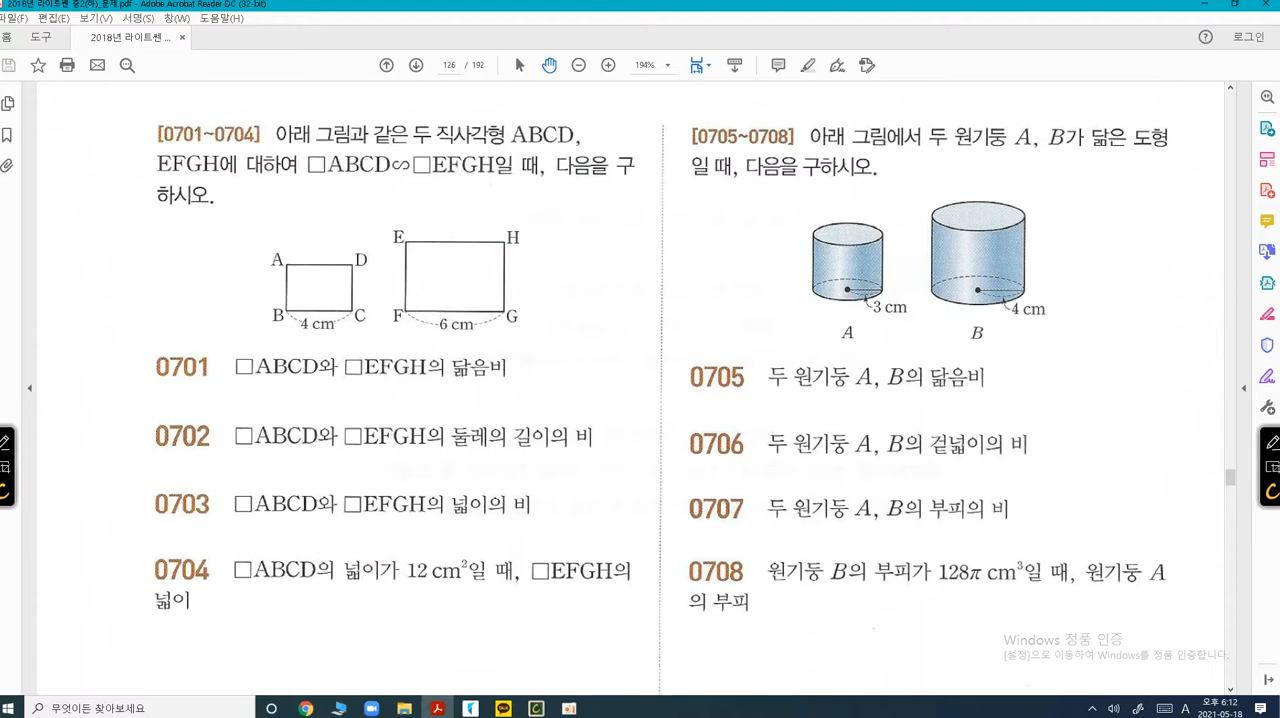 2018년 라이트쎈 중2(하)_문제.pdf - Adobe Acrobat Reader DC (32-bit)
파일(F) 편집(E) 보기(V) 서명(S) 창(W) 도움말(H)
홈 도구 2018년 라이트쎈 ... × 로그인
126 / 192 194%
[0701~0704] 아래 그림과 같은 두 직사각형 ABCD,
EFGH에 대하여 □ABCD∽□EFGH일 때, 다음을 구
하시오.
E H
A D
B C F G
4 cm 6 cm
0701 □ABCD와 □EFGH의 닮음비
0702 □ABCD와 □EFGH의 둘레의 길이의 비
0703 □ABCD와 □EFGH의 넓이의 비
0704 □ABCD의 넓이가 12 cm²일 때, □EFGH의
넓이
[0705~0708] 아래 그림에서 두 원기둥 A, B가 닮은 도형
일 때, 다음을 구하시오.
3 cm 4 cm
A B
0705 두 원기둥 A, B의 닮음비
0706 두 원기둥 A, B의 겉넓이의 비
0707 두 원기둥 A, B의 부피의 비
0708 원기둥 B의 부피가 128π cm³일 때, 원기둥 A
의 부피
Windows 정품 인증
[설정]으로 이동하여 Windows를 정품 인증합니다.
무엇이든 찾아보세요
A 오후 6:12
2021-05-18